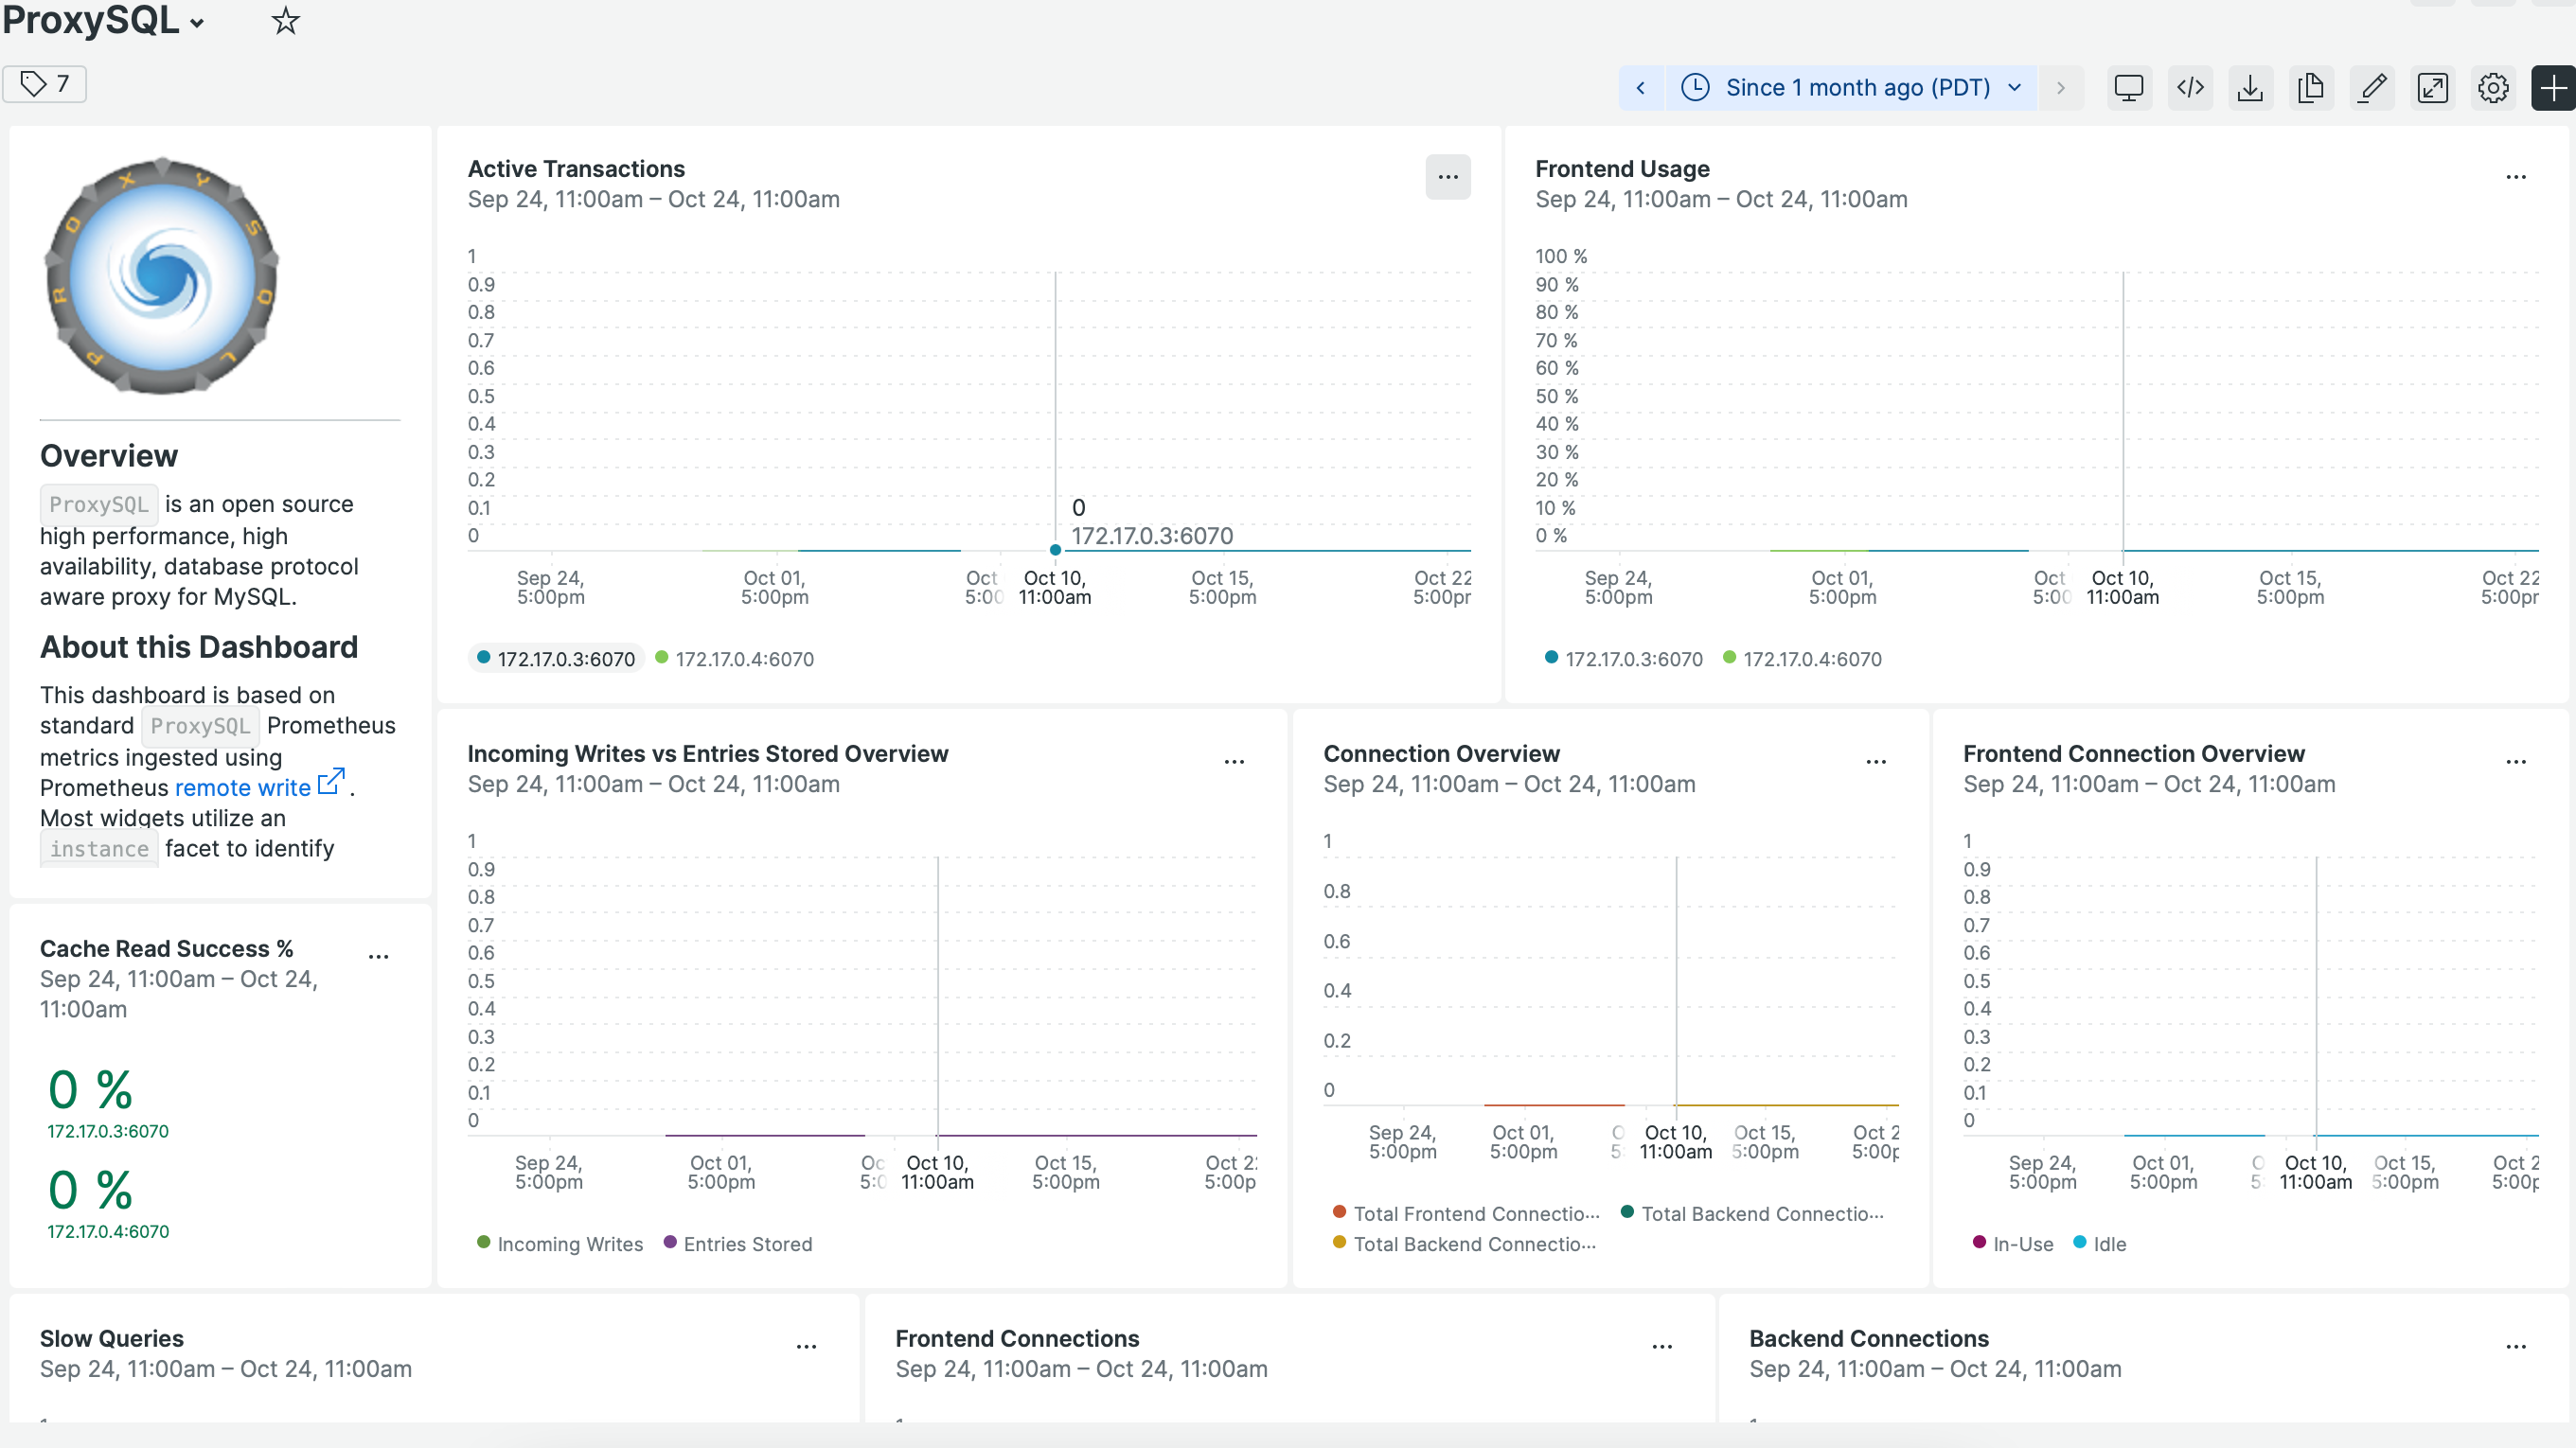 ProxySQL
7
Since 1 month ago (PDT)
P R O X Y S Q L
Overview
ProxySQL is an open source
high performance, high
availability, database protocol
aware proxy for MySQL.
About this Dashboard
This dashboard is based on
standard ProxySQL Prometheus
metrics ingested using
Prometheus remote write .
Most widgets utilize an
instance facet to identify
Active Transactions
Sep 24, 11:00am – Oct 24, 11:00am
1
0.9
0.8
0.7
0.6
0.5
0.4
0.3
0.2
0.1
0
0
172.17.0.3:6070
Sep 24, Oct 01, Oct Oct 10, Oct 15, Oct 22
5:00pm 5:00pm 5:00 11:00am 5:00pm 5:00pr
172.17.0.3:6070 172.17.0.4:6070
Frontend Usage
Sep 24, 11:00am – Oct 24, 11:00am
100 %
90 %
80 %
70 %
60 %
50 %
40 %
30 %
20 %
10 %
0 %
Sep 24, Oct 01, Oct Oct 10, Oct 15, Oct 22
5:00pm 5:00pm 5:00 11:00am 5:00pm 5:00pr
172.17.0.3:6070 172.17.0.4:6070
Cache Read Success %
Sep 24, 11:00am – Oct 24,
11:00am
0 %
172.17.0.3:6070
0 %
172.17.0.4:6070
Incoming Writes vs Entries Stored Overview
Sep 24, 11:00am – Oct 24, 11:00am
1
0.9
0.8
0.7
0.6
0.5
0.4
0.3
0.2
0.1
0
Sep 24, Oct 01, Oc Oct 10, Oct 15, Oct 2
5:00pm 5:00pm 5:0 11:00am 5:00pm 5:00p
Incoming Writes Entries Stored
Connection Overview
Sep 24, 11:00am – Oct 24, 11:00am
1
0.8
0.6
0.4
0.2
0
Sep 24, Oct 01, O Oct 10, Oct 15, Oct 2
5:00pm 5:00pm 5: 11:00am 5:00pm 5:00p
Total Frontend Connectio... Total Backend Connectio...
Total Backend Connectio...
Frontend Connection Overview
Sep 24, 11:00am – Oct 24, 11:00am
1
0.9
0.8
0.7
0.6
0.5
0.4
0.3
0.2
0.1
0
Sep 24, Oct 01, O Oct 10, Oct 15, Oct 2
5:00pm 5:00pm 5: 11:00am 5:00pm 5:00p
In-Use Idle
Slow Queries
Sep 24, 11:00am – Oct 24, 11:00am
Frontend Connections
Sep 24, 11:00am – Oct 24, 11:00am
Backend Connections
Sep 24, 11:00am – Oct 24, 11:00am